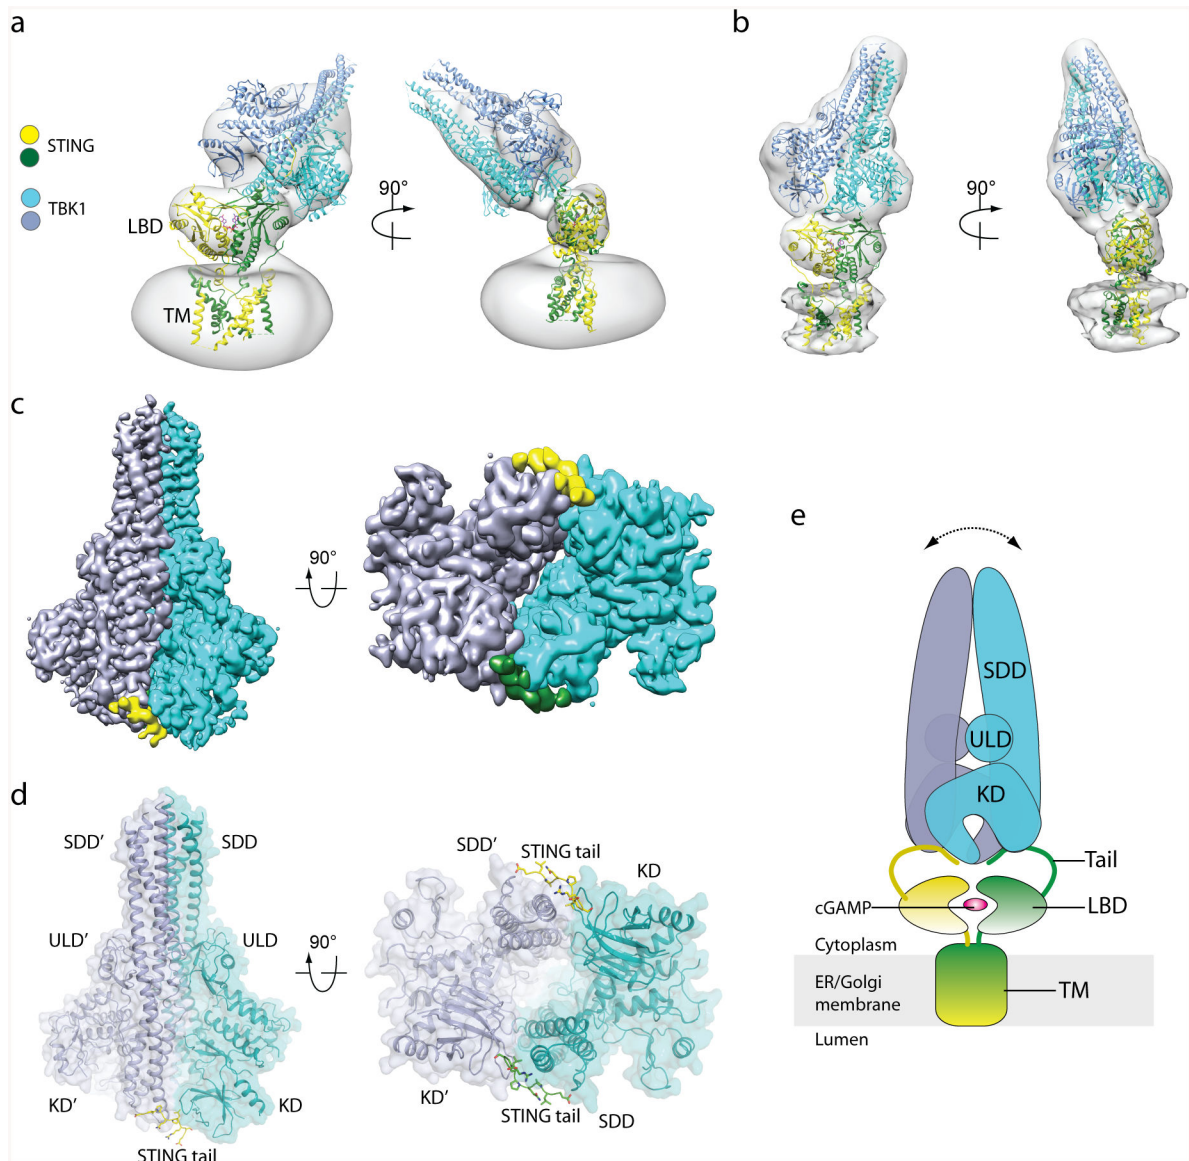 a
b
STING
TBK1
LBD
TM
90°
90°
c
90°
d
SDD'
SDD
ULD'
ULD
KD'
KD
STING tail
90°
SDD'
STING tail
KD
KD'
STING tail
SDD
e
SDD
ULD
KD
Tail
cGAMP
LBD
Cytoplasm
ER/Golgi
membrane
TM
Lumen